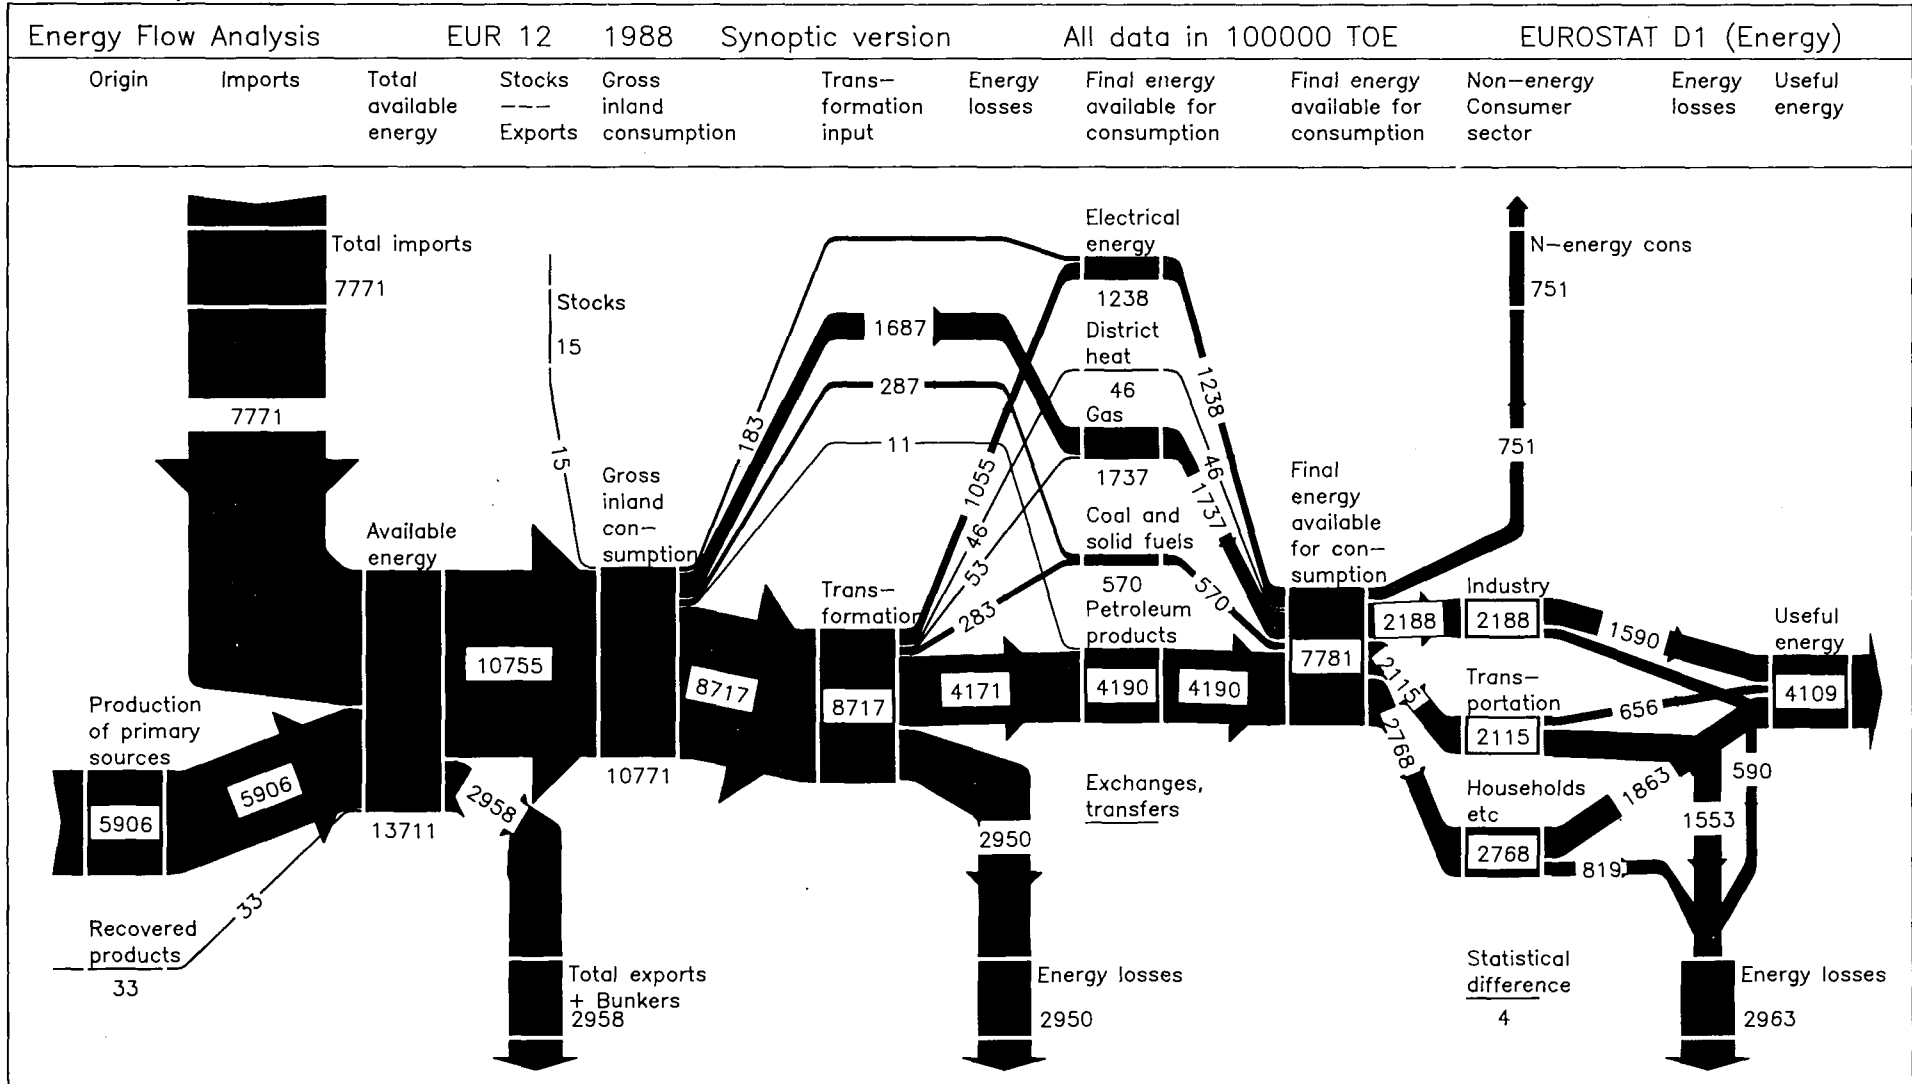 Energy Flow Analysis EUR 12 1988 Synoptic version All data in 100000 TOE EUROSTAT D1 (Energy)
Origin
Imports
Total
available
energy
Stocks
---
Exports
Gross
inland
consumption
Trans-
formation
input
Energy
losses
Final energy
available for
consumption
Final energy
available for
consumption
Non-energy
Consumer
sector
Energy
losses
Useful
energy
Total imports
7771
7771
Production
of primary
sources
5906
5906
Recovered
products
33
33
Available
energy
13711
Stocks
15
15
10755
2958
Total exports
+ Bunkers
2958
Gross
inland
con-
sumption
10771
183
1687
287
11
8717
Trans-
formation
8717
1055
46
53
283
4171
2950
Energy losses
2950
Electrical
energy
1238
District
heat
46
Gas
1737
Coal and
solid fuels
570
Petroleum
products
4190
Exchanges,
transfers
1238
46
1737
570
4190
Final
energy
available
for con-
sumption
7781
N-energy cons
751
751
2188
2115
2768
Industry
2188
Trans-
portation
2115
Households
etc
2768
1590
656
1863
819
590
1553
Statistical
difference
4
Energy losses
2963
Useful
energy
4109